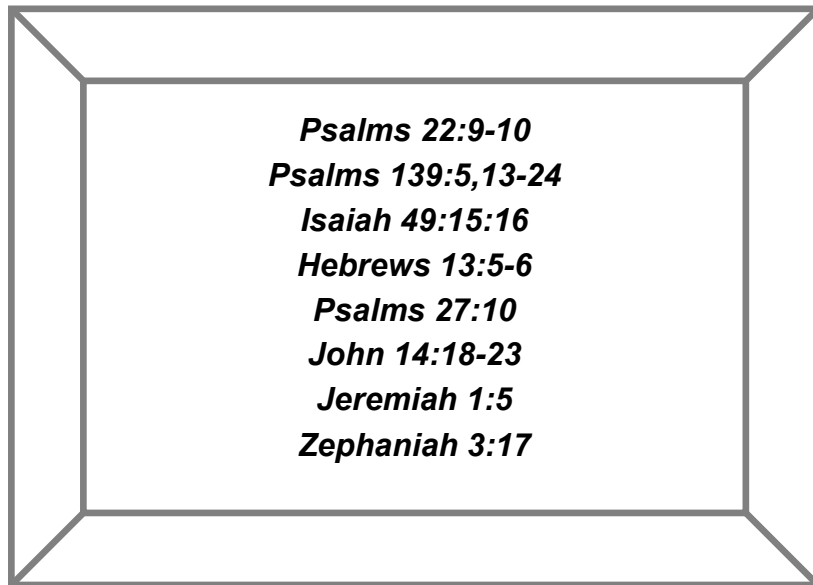 Psalms 22:9-10
Psalms 139:5,13-24
Isaiah 49:15:16
Hebrews 13:5-6
Psalms 27:10
John 14:18-23
Jeremiah 1:5
Zephaniah 3:17